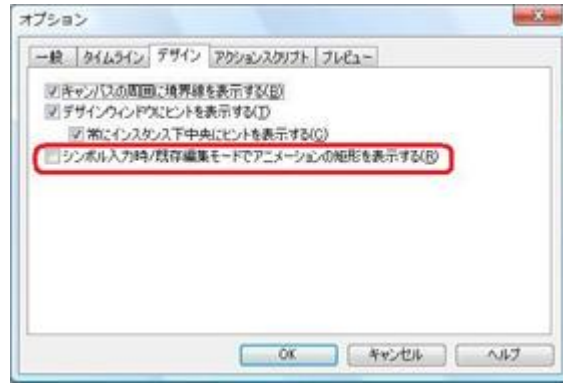 オプション
一般 タイムライン デザイン アクションスクリプト プレビュー
キャンバスの周囲に境界線を表示する(B)
デザインウィンドウにヒントを表示する(T)
常にインスタンス下中央にヒントを表示する(C)
シンボル入力時/既存編集モードでアニメーションの矩形を表示する(R)
OK キャンセル ヘルプ